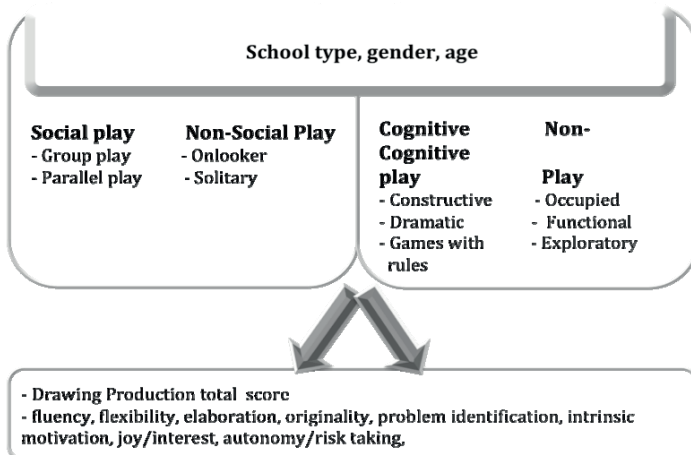 School type, gender, age
Social play Non-Social Play
- Group play - Onlooker
- Parallel play - Solitary
Cognitive Non-
Cognitive
play Play
- Constructive - Occupied
- Dramatic - Functional
- Games with - Exploratory
rules
- Drawing Production total score
- fluency, flexibility, elaboration, originality, problem identification, intrinsic
motivation, joy/interest, autonomy/risk taking,